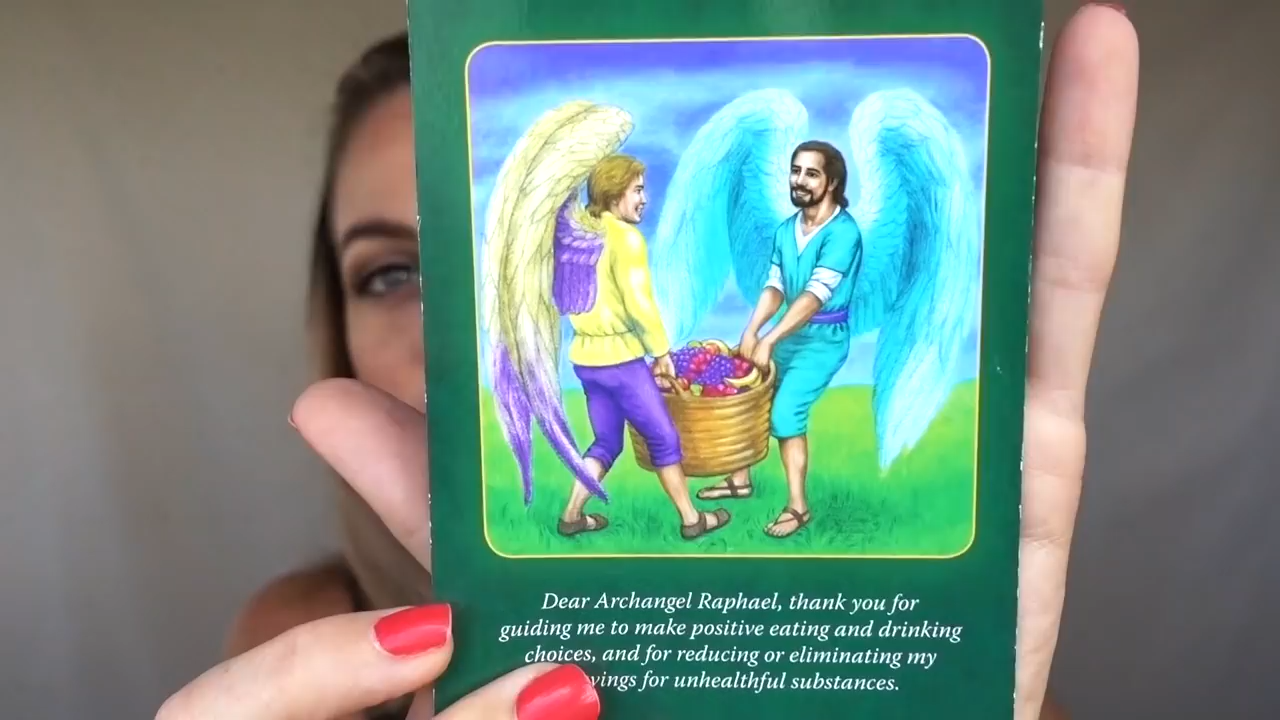 Dear Archangel Raphael, thank you for
guiding me to make positive eating and drinking
choices, and for reducing or eliminating my
for unhealthful substances.